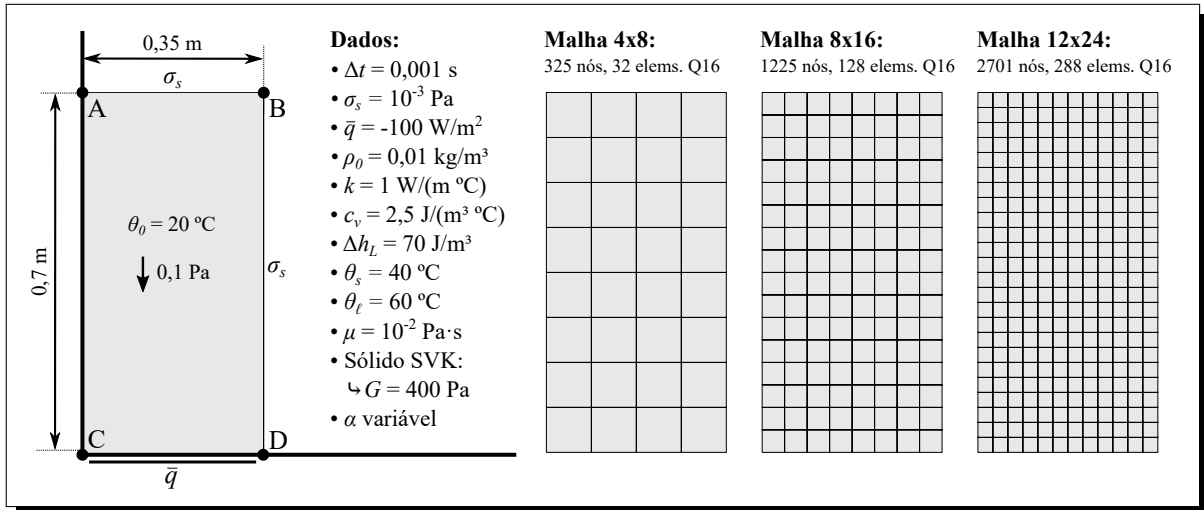 0,35 m
σₛ
A
B
0,7 m
θ₀ = 20 ºC
0,1 Pa
σₛ
C
D
q̄
Dados:
• Δt = 0,001 s
• σₛ = 10⁻³ Pa
• q̄ = -100 W/m²
• ρ₀ = 0,01 kg/m³
• k = 1 W/(m ºC)
• cᵥ = 2,5 J/(m³ ºC)
• Δh_L = 70 J/m³
• θₛ = 40 ºC
• θ_ℓ = 60 ºC
• μ = 10⁻² Pa·s
• Sólido SVK:
↳ G = 400 Pa
• α variável
Malha 4x8:
325 nós, 32 elems. Q16
Malha 8x16:
1225 nós, 128 elems. Q16
Malha 12x24:
2701 nós, 288 elems. Q16